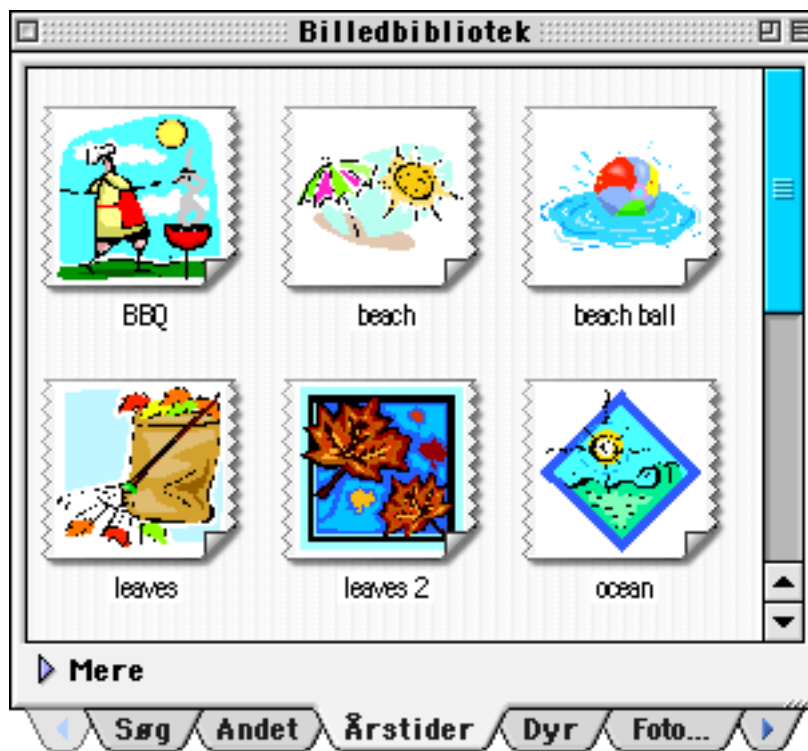 Billedbibliotek
BBQ beach beach ball
leaves leaves 2 ocean
Mere
Søg Andet Årstider Dyr Foto...